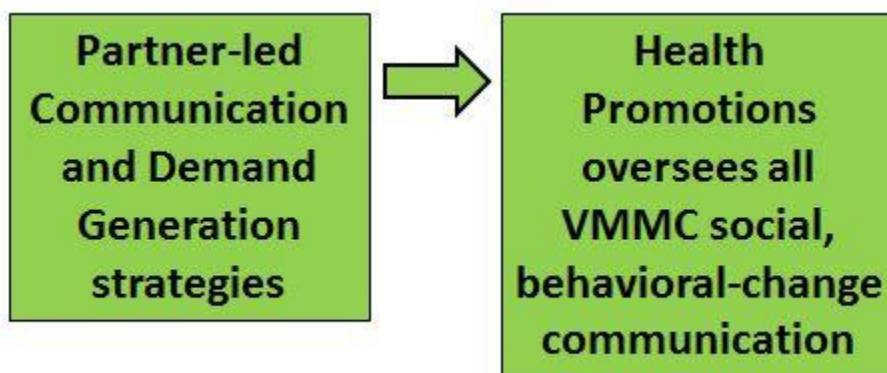 Partner-led
Communication
and Demand
Generation
strategies
Health
Promotions
oversees all
VMMC social,
behavioral-change
communication